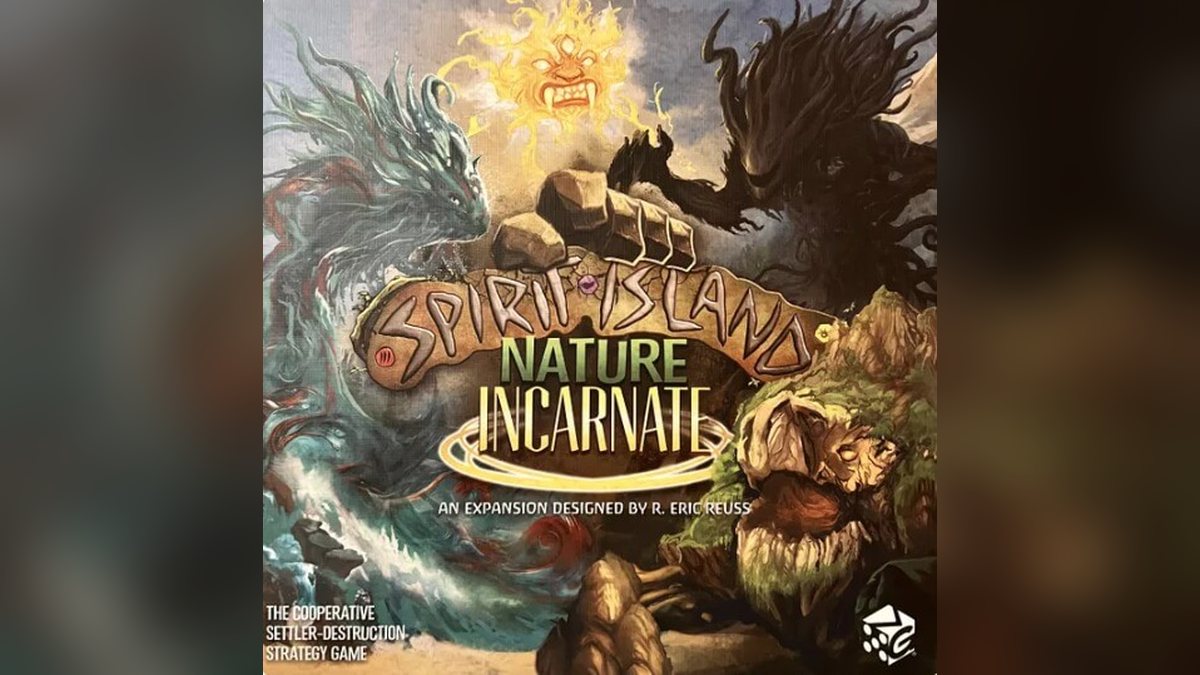 SPIRIT ISLAND
NATURE
INCARNATE
AN EXPANSION DESIGNED BY R. ERIC REUSS
THE COOPERATIVE
SETTLER-DESTRUCTION
STRATEGY GAME